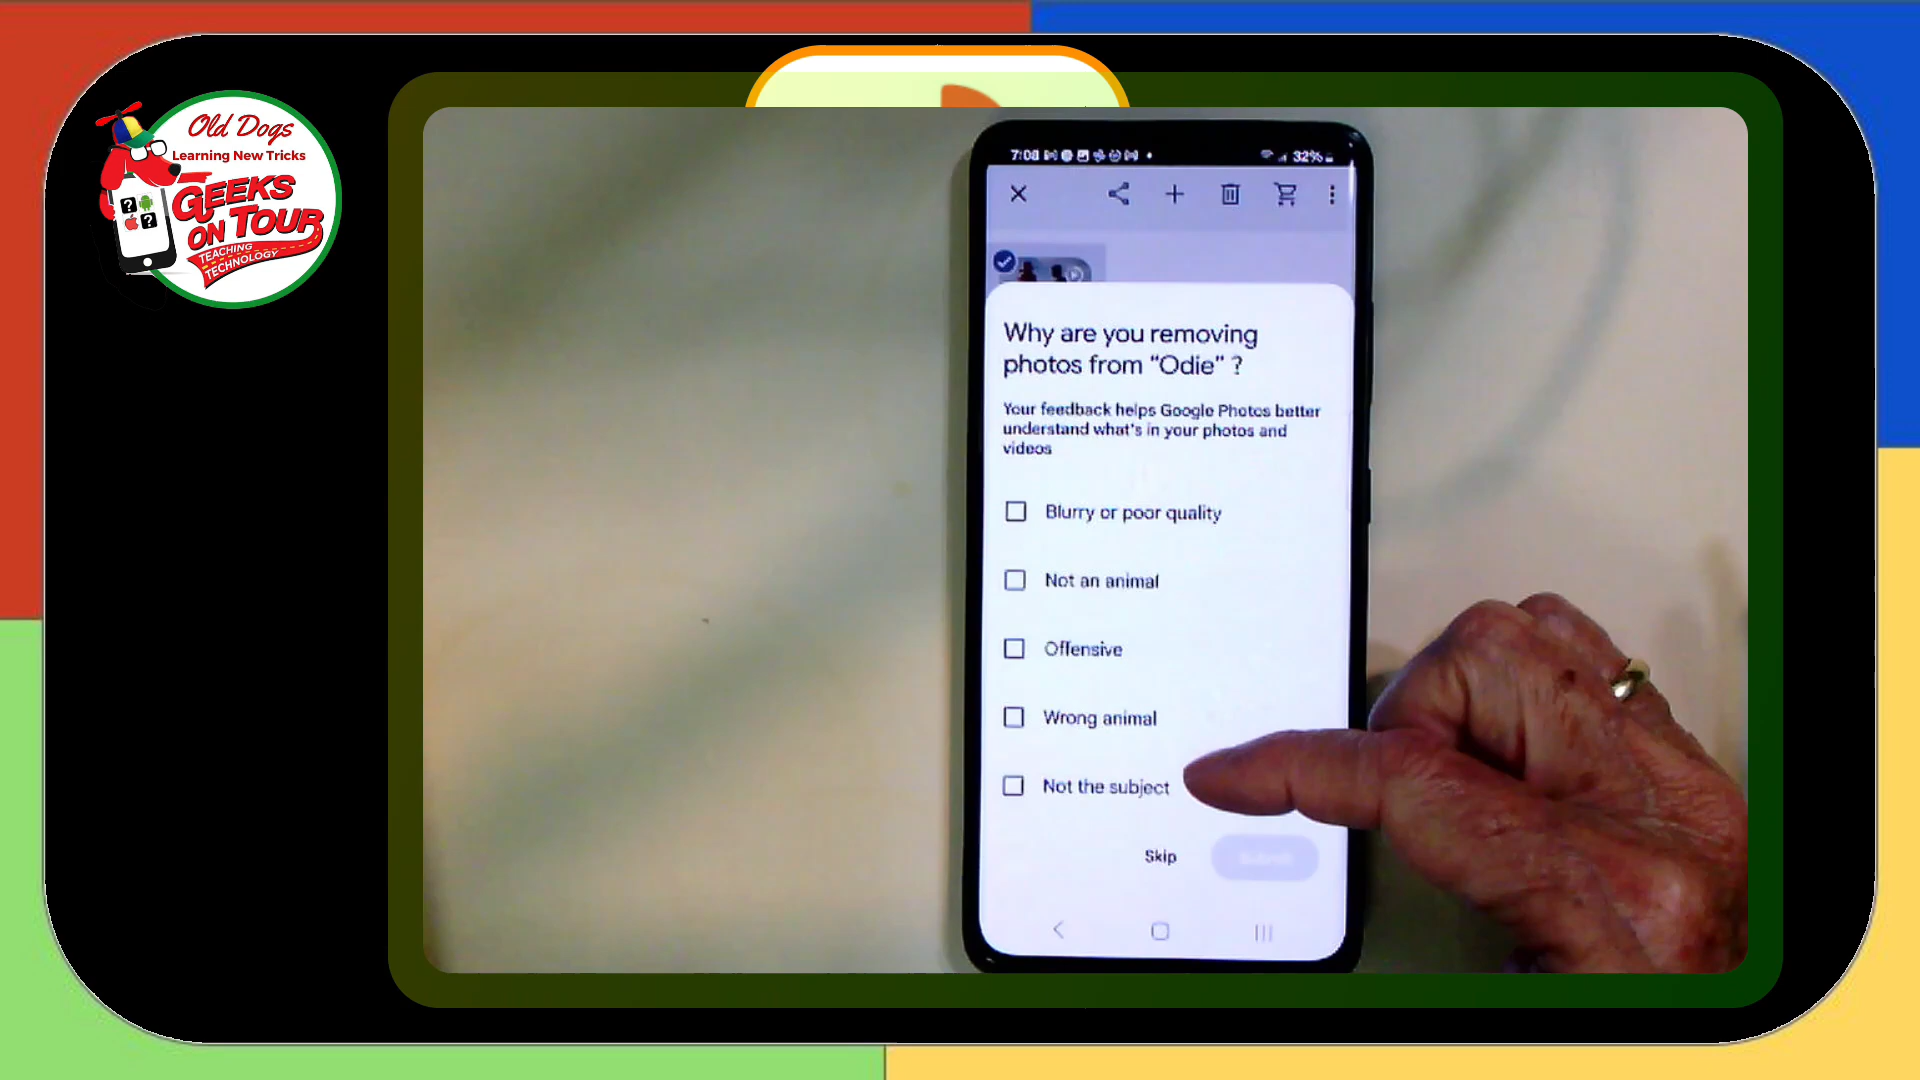 Old Dogs
Learning New Tricks
GEEKS
ON TOUR
TEACHING
TECHNOLOGY
? ?
7:08 32%
Why are you removing
photos from "Odie" ?
Your feedback helps Google Photos better
understand what's in your photos and
videos
Blurry or poor quality
Not an animal
Offensive
Wrong animal
Not the subject
Skip